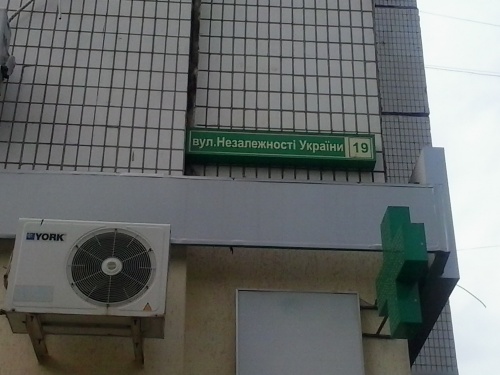 вул.Незалежності України 19
YORK